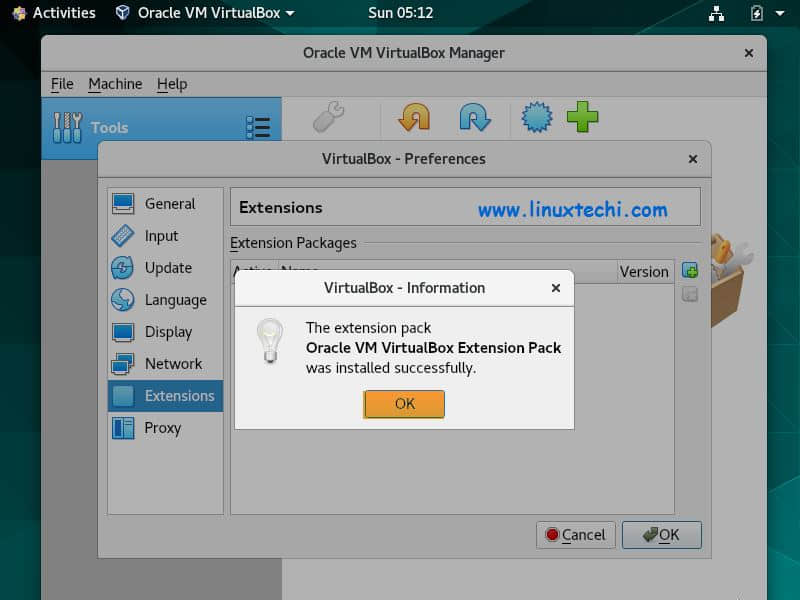 Activities Oracle VM VirtualBox Sun 05:12
Oracle VM VirtualBox Manager
File Machine Help
Tools
VirtualBox - Preferences
General
Input
Update
Language
Display
Network
Extensions
Proxy
Extensions www.linuxtechi.com
Extension Packages
Active Name Version
VirtualBox - Information
The extension pack
Oracle VM VirtualBox Extension Pack
was installed successfully.
OK
Cancel OK